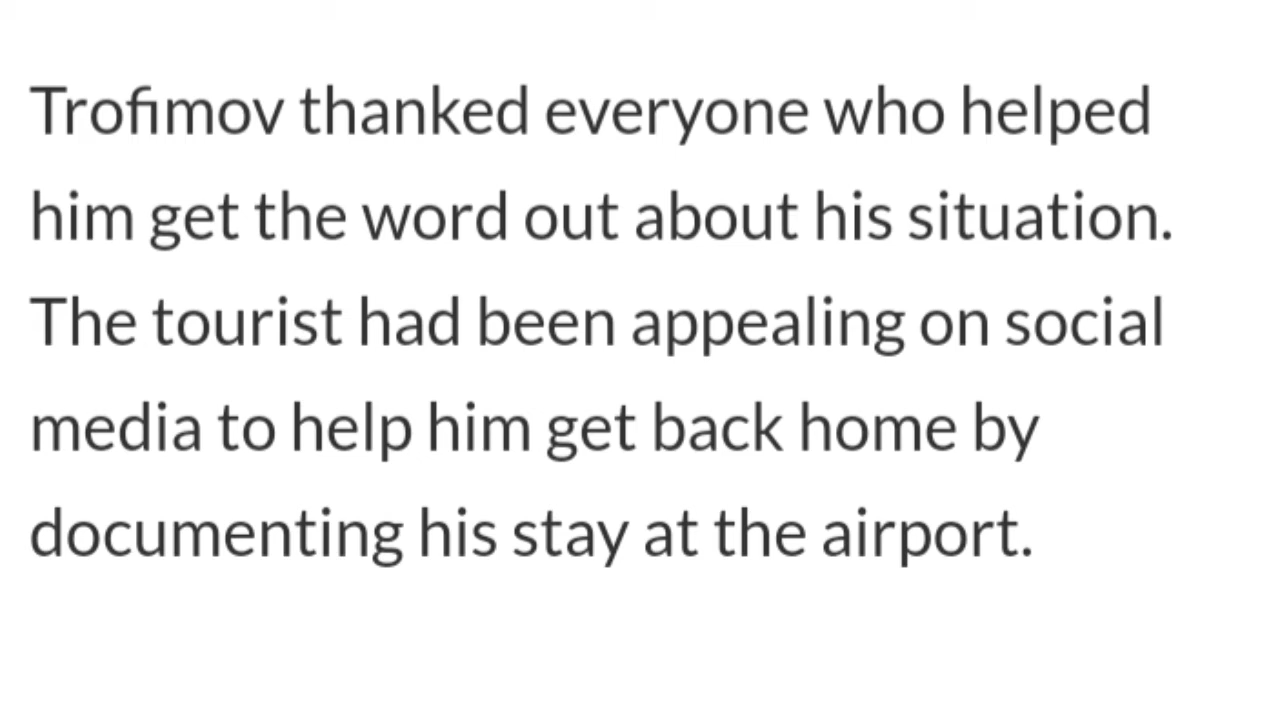 Trofimov thanked everyone who helped
him get the word out about his situation.
The tourist had been appealing on social
media to help him get back home by
documenting his stay at the airport.